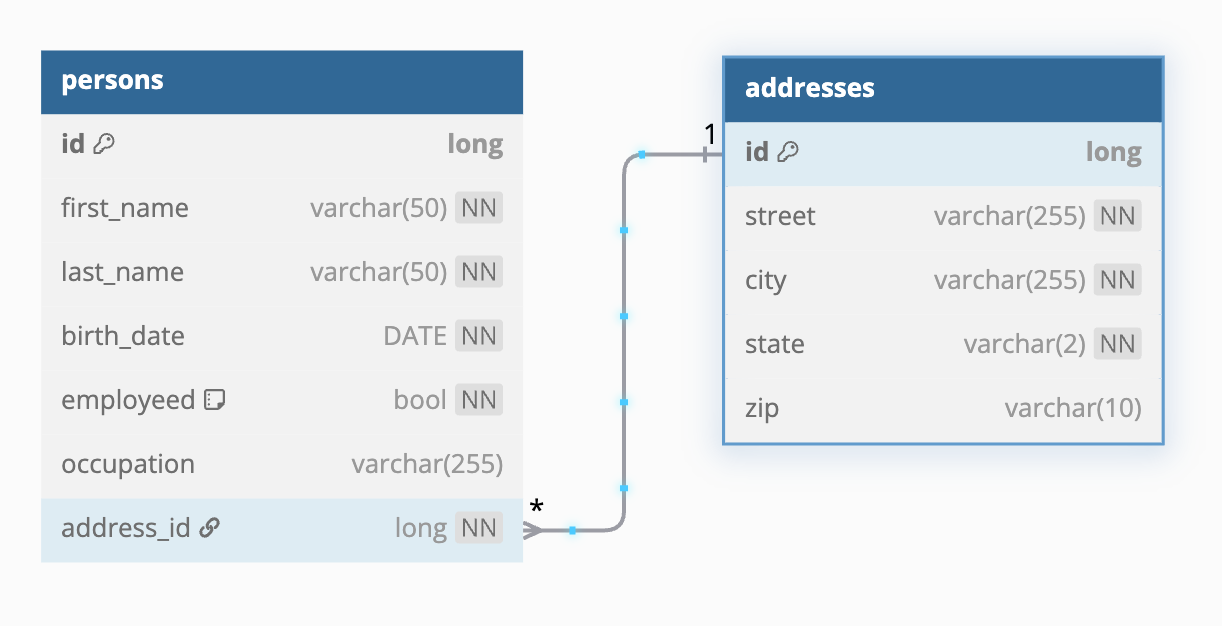 persons
id long
first_name varchar(50) NN
last_name varchar(50) NN
birth_date DATE NN
employeed bool NN
occupation varchar(255)
address_id long NN
*
1
addresses
id long
street varchar(255) NN
city varchar(255) NN
state varchar(2) NN
zip varchar(10)